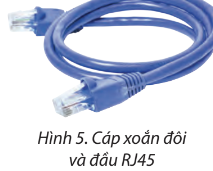 Hình 5. Cáp xoắn đôi
và đầu RJ45